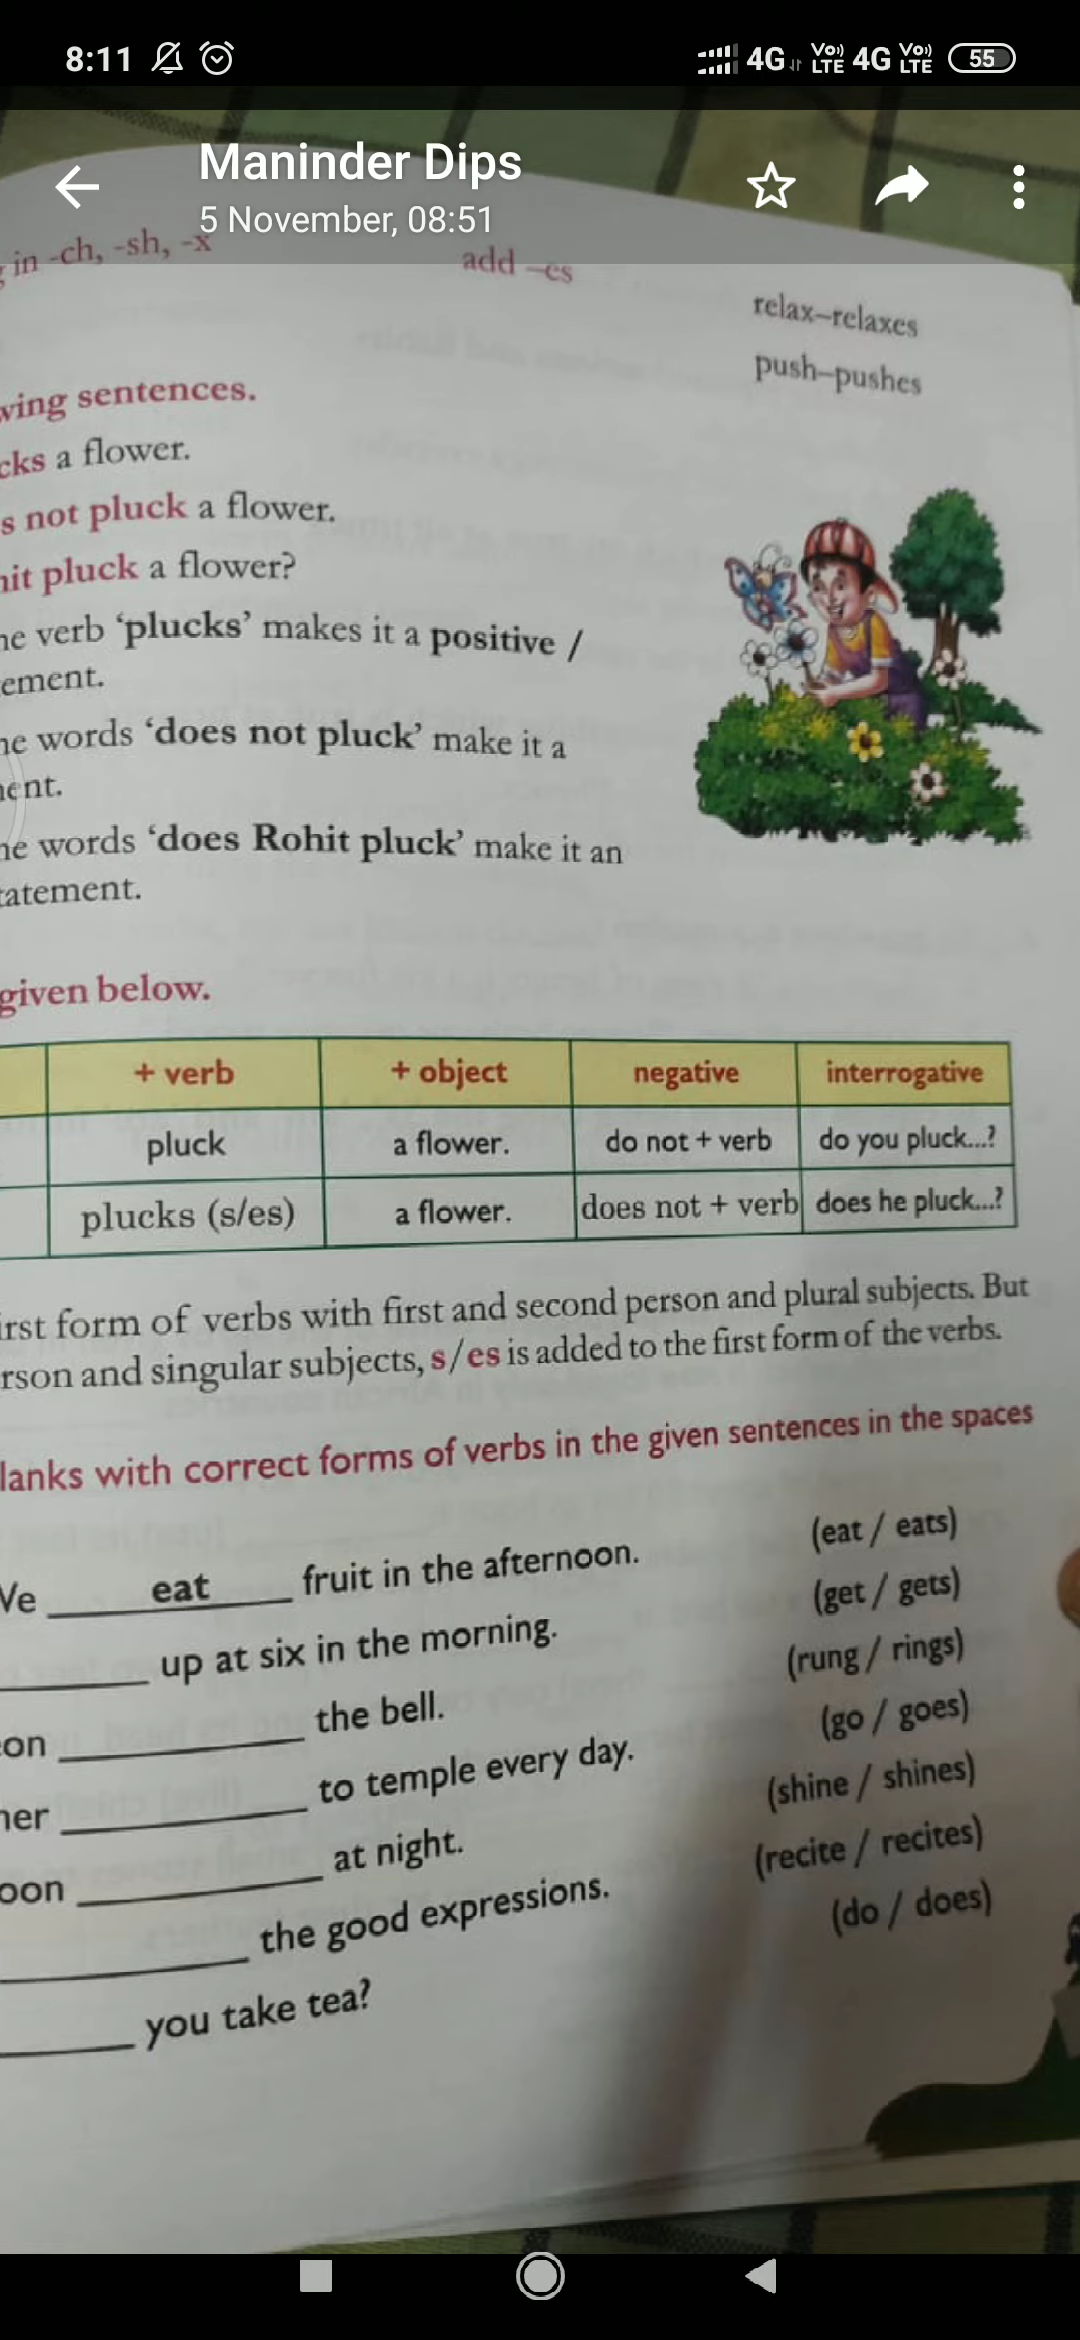 8:11 4G VoLTE 4G VoLTE 55
Maninder Dips
5 November, 08:51
in -ch, -sh, -x add -es
relax–relaxes
push–pushes
wing sentences.
cks a flower.
s not pluck a flower.
hit pluck a flower?
he verb ‘plucks’ makes it a positive /
ement.
he words ‘does not pluck’ make it a
ent.
he words ‘does Rohit pluck’ make it an
tatement.
given below.
+ verb + object negative interrogative
pluck a flower. do not + verb do you pluck...?
plucks (s/es) a flower. does not + verb does he pluck...?
irst form of verbs with first and second person and plural subjects. But
rson and singular subjects, s/es is added to the first form of the verbs.
lanks with correct forms of verbs in the given sentences in the spaces
We eat fruit in the afternoon. (eat / eats)
up at six in the morning. (get / gets)
on the bell. (rung / rings)
her to temple every day. (go / goes)
oon at night. (shine / shines)
the good expressions. (recite / recites)
you take tea? (do / does)